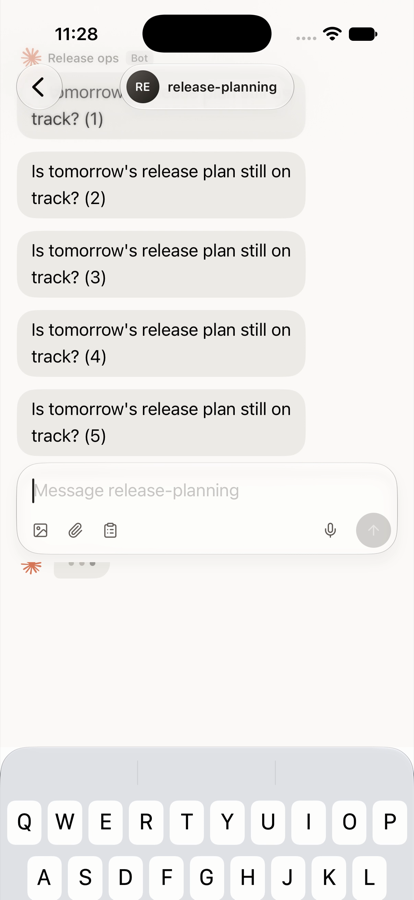 11:28
Release ops Bot
RE release-planning
omorrow
track? (1)
Is tomorrow's release plan still on
track? (2)
Is tomorrow's release plan still on
track? (3)
Is tomorrow's release plan still on
track? (4)
Is tomorrow's release plan still on
track? (5)
Message release-planning
Q W E R T Y U I O P
A S D F G H J K L